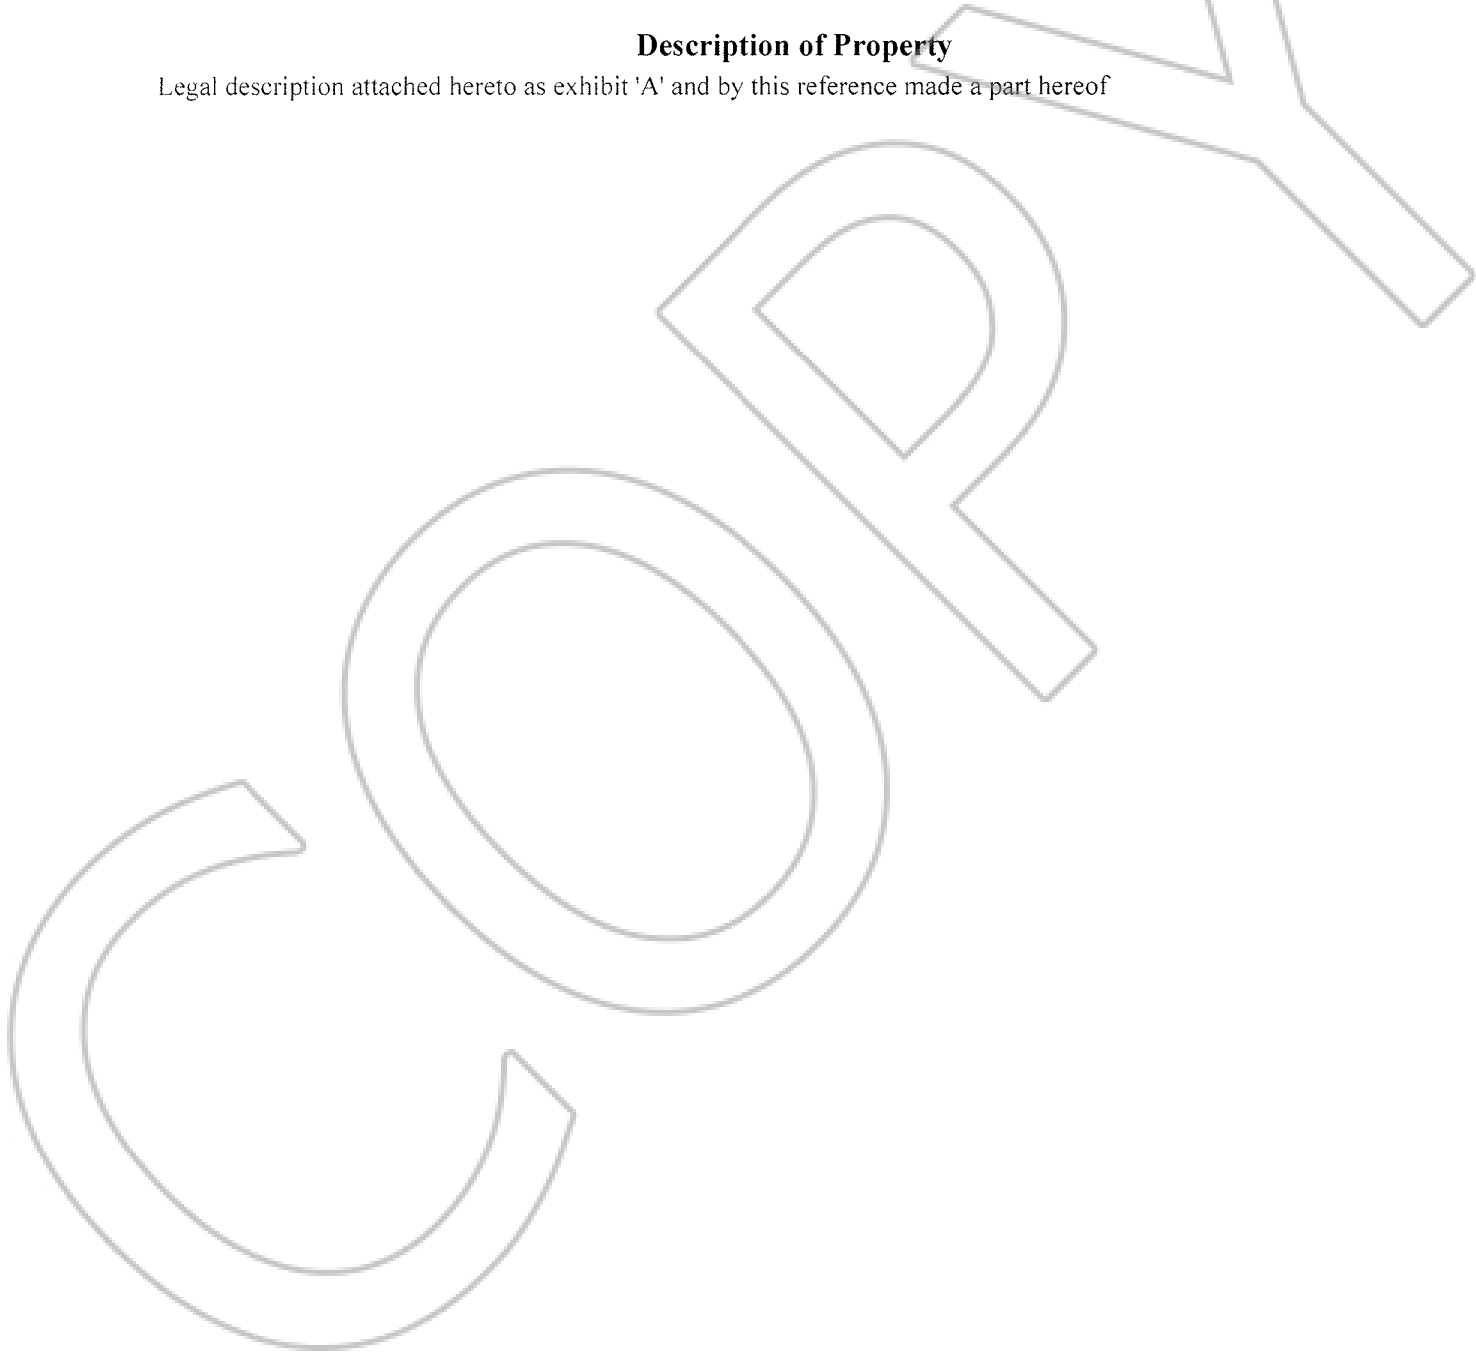 Description of Property
Legal description attached hereto as exhibit 'A' and by this reference made a part hereof
COPY